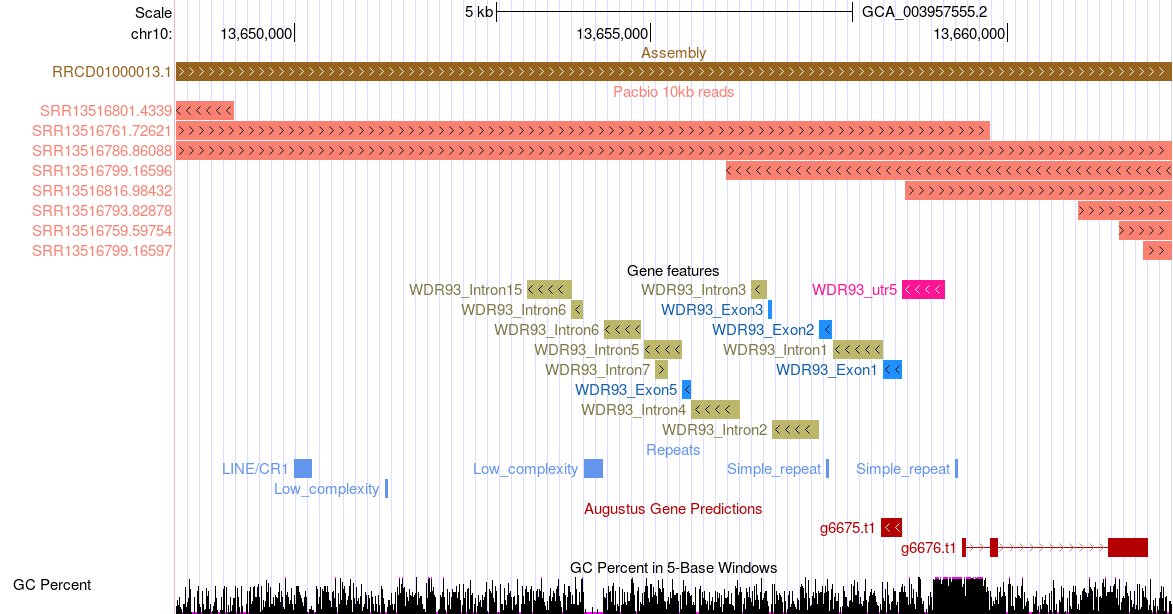 Scale 5 kb GCA_003957555.2
chr10: 13,650,000 13,655,000 13,660,000
Assembly
RRCD01000013.1
Pacbio 10kb reads
SRR13516801.4339
SRR13516761.72621
SRR13516786.86088
SRR13516799.16596
SRR13516816.98432
SRR13516793.82878
SRR13516759.59754
SRR13516799.16597
Gene features
WDR93_Intron15 WDR93_Intron3 WDR93_utr5
WDR93_Intron6 WDR93_Exon3
WDR93_Intron6 WDR93_Exon2
WDR93_Intron5 WDR93_Intron1
WDR93_Intron7 WDR93_Exon1
WDR93_Exon5
WDR93_Intron4
WDR93_Intron2
Repeats
LINE/CR1 Low_complexity Simple_repeat Simple_repeat
Low_complexity
Augustus Gene Predictions
g6675.t1
g6676.t1
GC Percent in 5-Base Windows
GC Percent